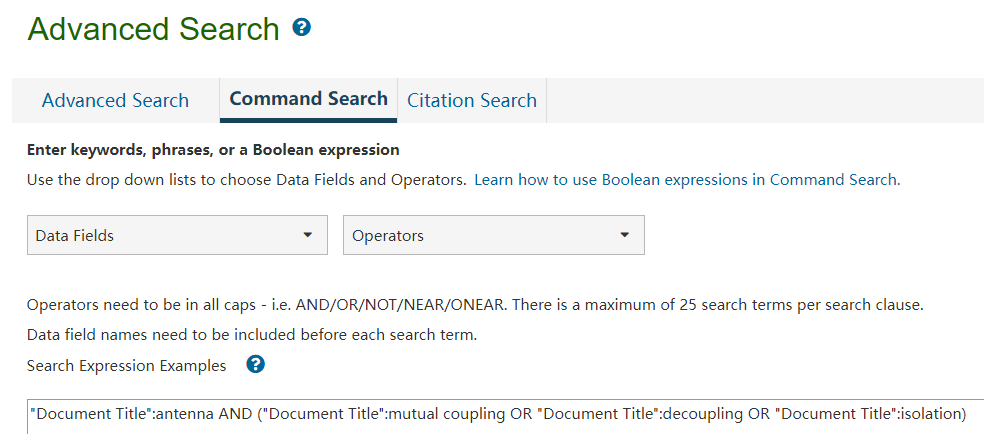 Advanced Search ?
Advanced Search Command Search Citation Search
Enter keywords, phrases, or a Boolean expression
Use the drop down lists to choose Data Fields and Operators. Learn how to use Boolean expressions in Command Search.
Data Fields Operators
Operators need to be in all caps - i.e. AND/OR/NOT/NEAR/ONEAR. There is a maximum of 25 search terms per search clause.
Data field names need to be included before each search term.
Search Expression Examples ?
"Document Title":antenna AND ("Document Title":mutual coupling OR "Document Title":decoupling OR "Document Title":isolation)